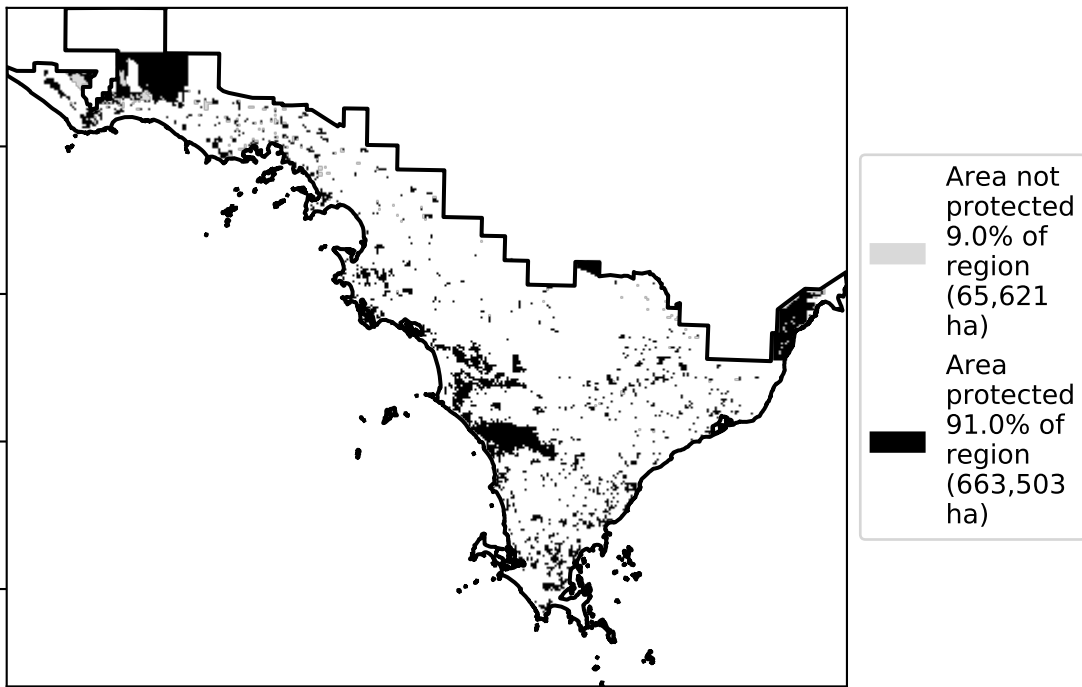 Area not
protected
9.0% of
region
(65,621
ha)
Area
protected
91.0% of
region
(663,503
ha)